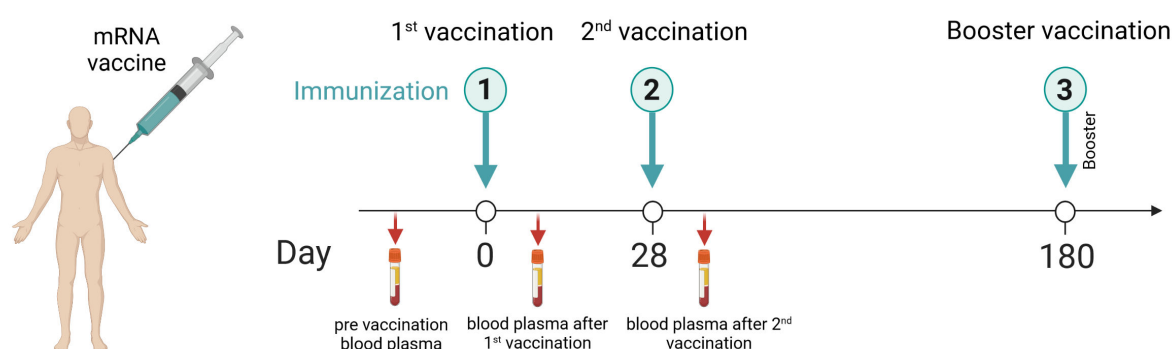 mRNA
vaccine
1st vaccination
2nd vaccination
Booster vaccination
Immunization
1
2
3
Booster
Day
0
28
180
pre vaccination
blood plasma
blood plasma after
1st vaccination
blood plasma after 2nd
vaccination